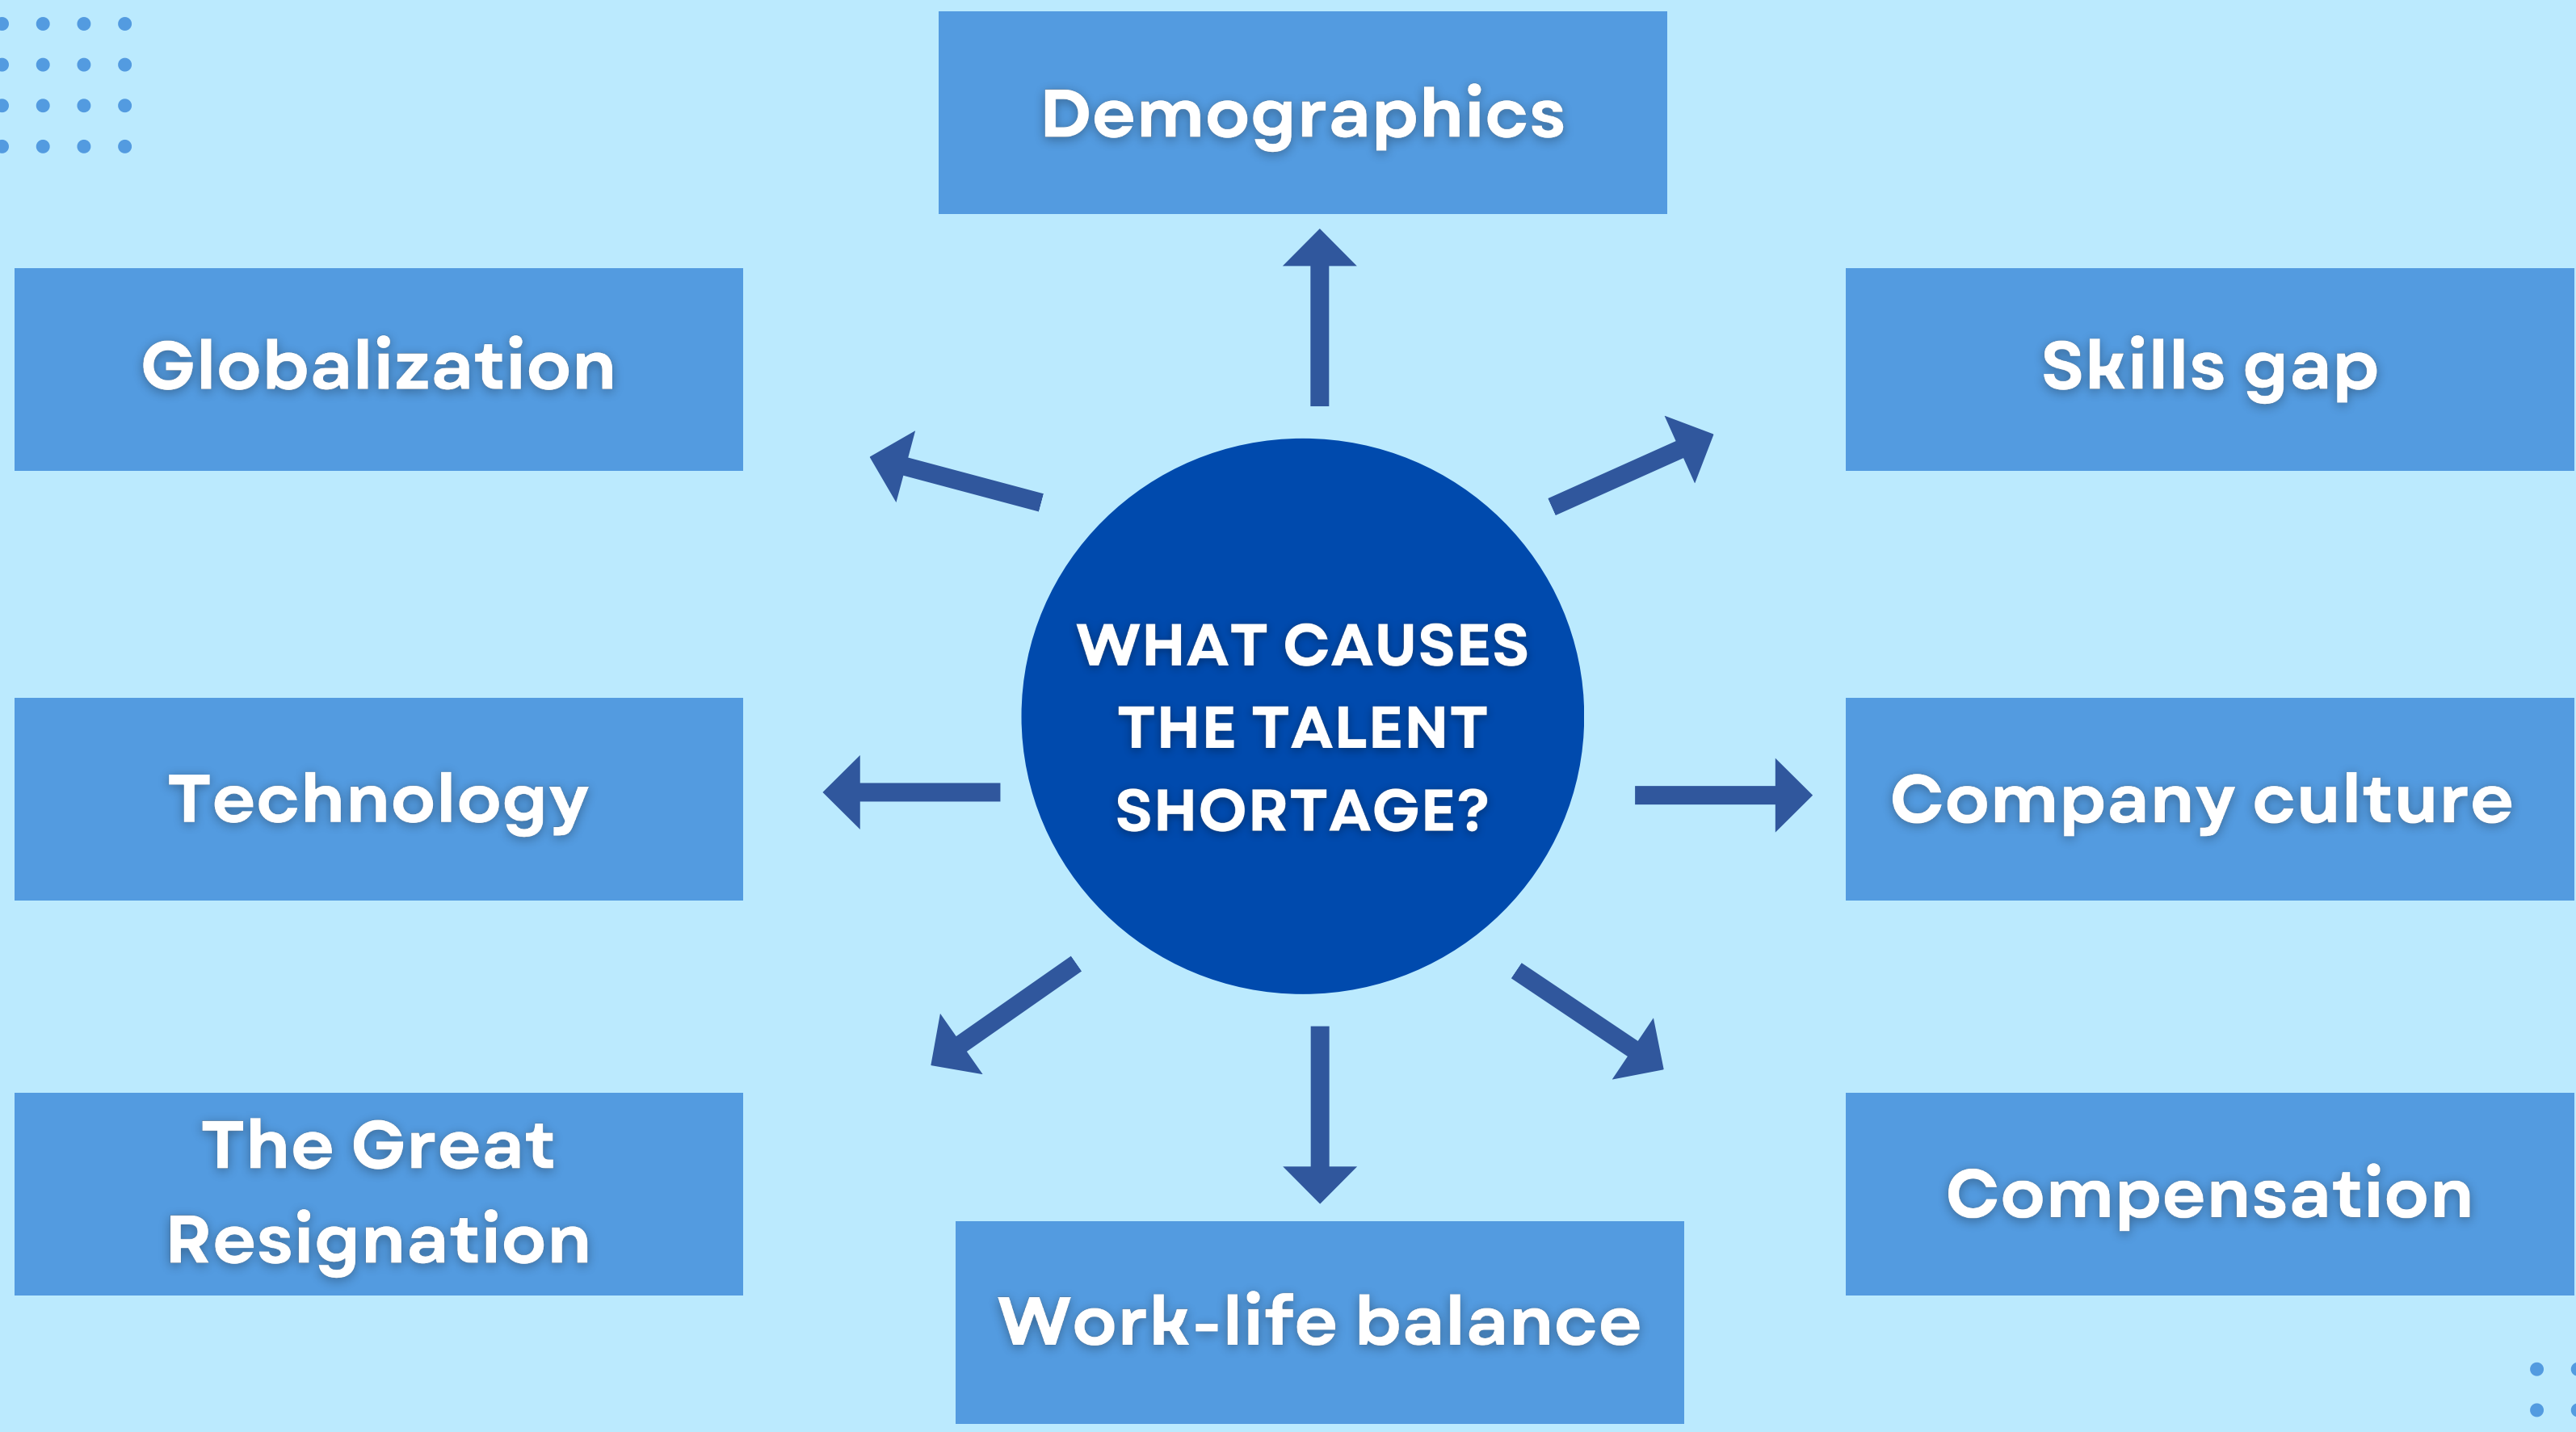 Demographics
Globalization
Skills gap
WHAT CAUSES
THE TALENT
SHORTAGE?
Technology
Company culture
The Great
Resignation
Compensation
Work-life balance